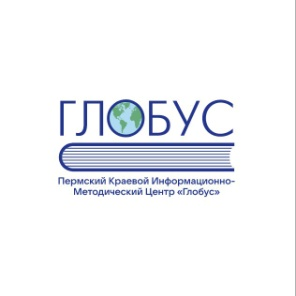 ГЛОБУС
Пермский Краевой Информационно-
Методический Центр «Глобус»